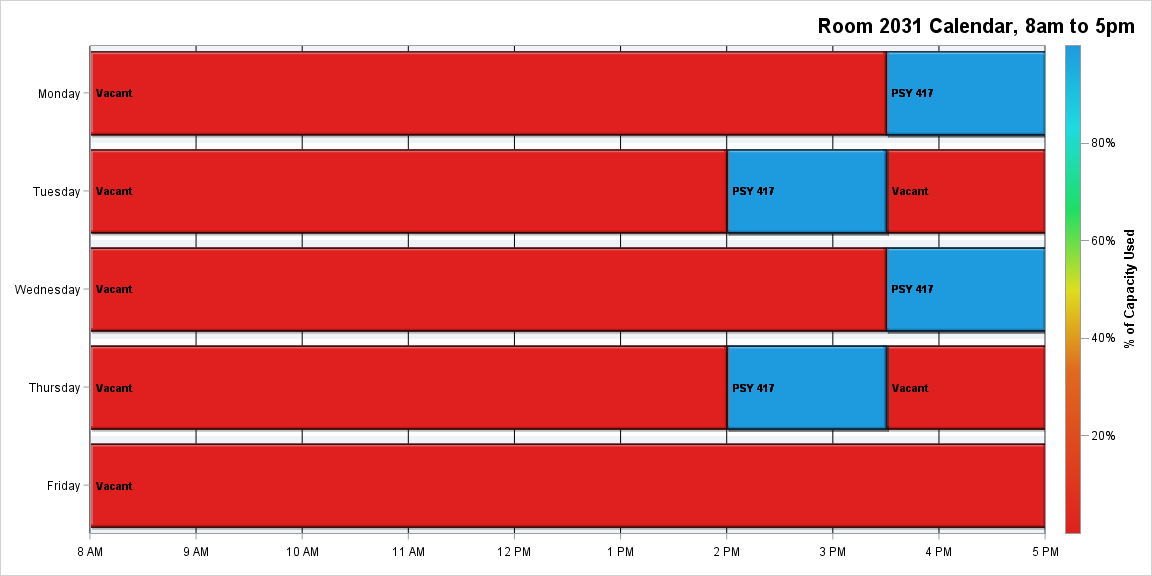 Room 2031 Calendar, 8am to 5pm
Monday Vacant PSY 417
80%
Tuesday Vacant PSY 417 Vacant
60%
Wednesday Vacant PSY 417
% of Capacity Used
40%
Thursday Vacant PSY 417 Vacant
20%
Friday Vacant
8 AM 9 AM 10 AM 11 AM 12 PM 1 PM 2 PM 3 PM 4 PM 5 PM